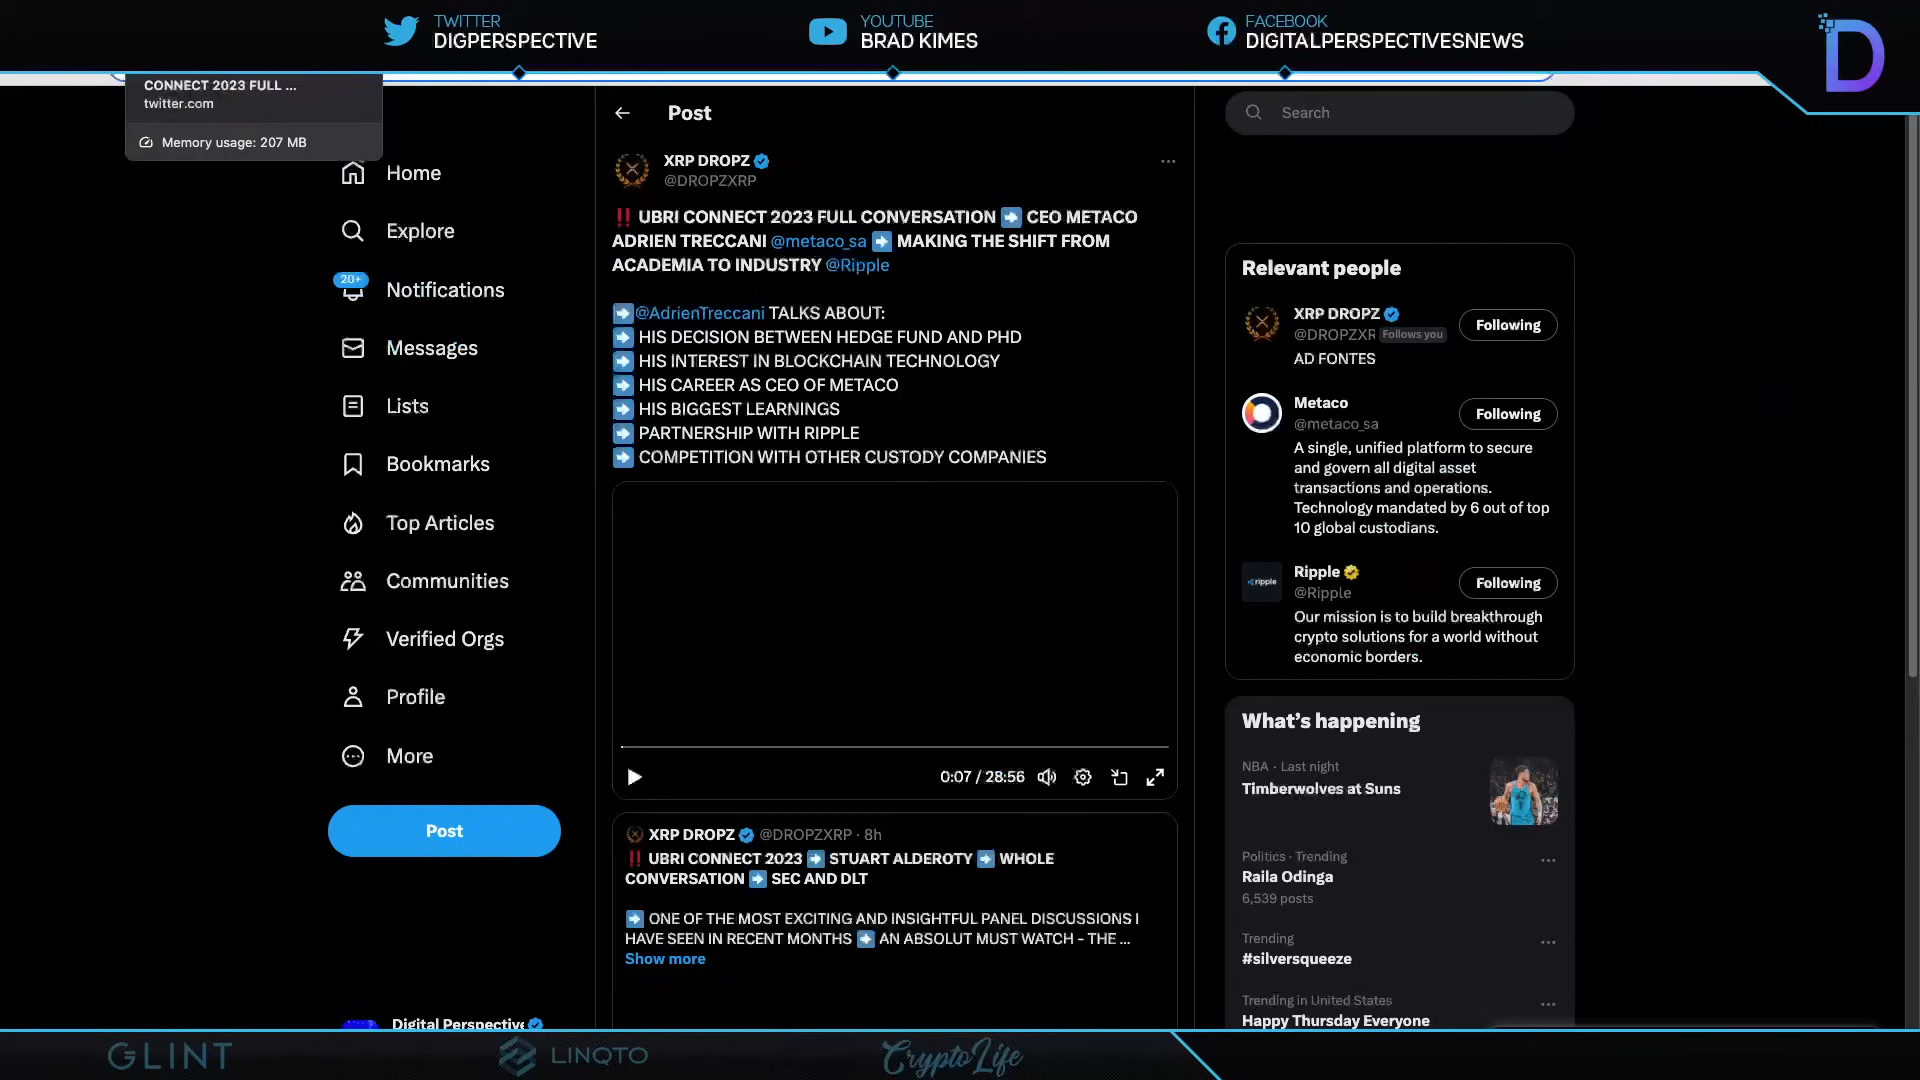 TWITTER
DIGPERSPECTIVE
YOUTUBE
BRAD KIMES
FACEBOOK
DIGITALPERSPECTIVESNEWS
D
CONNECT 2023 FULL ...
twitter.com
Memory usage: 207 MB
Home
Explore
20+
Notifications
Messages
Lists
Bookmarks
Top Articles
Communities
Verified Orgs
Profile
More
Post
Digital Perspective
Post
XRP DROPZ
@DROPZXRP
‼️ UBRI CONNECT 2023 FULL CONVERSATION ➡️ CEO METACO
ADRIEN TRECCANI @metaco_sa ➡️ MAKING THE SHIFT FROM
ACADEMIA TO INDUSTRY @Ripple
➡️@AdrienTreccani TALKS ABOUT:
➡️ HIS DECISION BETWEEN HEDGE FUND AND PHD
➡️ HIS INTEREST IN BLOCKCHAIN TECHNOLOGY
➡️ HIS CAREER AS CEO OF METACO
➡️ HIS BIGGEST LEARNINGS
➡️ PARTNERSHIP WITH RIPPLE
➡️ COMPETITION WITH OTHER CUSTODY COMPANIES
0:07 / 28:56
XRP DROPZ @DROPZXRP · 8h
‼️ UBRI CONNECT 2023 ➡️ STUART ALDEROTY ➡️ WHOLE
CONVERSATION ➡️ SEC AND DLT
➡️ ONE OF THE MOST EXCITING AND INSIGHTFUL PANEL DISCUSSIONS I
HAVE SEEN IN RECENT MONTHS ➡️ AN ABSOLUT MUST WATCH - THE ...
Show more
Search
Relevant people
XRP DROPZ
@DROPZXR Follows you
Following
AD FONTES
Metaco
@metaco_sa
Following
A single, unified platform to secure
and govern all digital asset
transactions and operations.
Technology mandated by 6 out of top
10 global custodians.
ripple
Ripple
@Ripple
Following
Our mission is to build breakthrough
crypto solutions for a world without
economic borders.
What's happening
NBA · Last night
Timberwolves at Suns
Politics · Trending
Raila Odinga
6,539 posts
Trending
#silversqueeze
Trending in United States
Happy Thursday Everyone
GLINT
LINQTO
CryptoLife